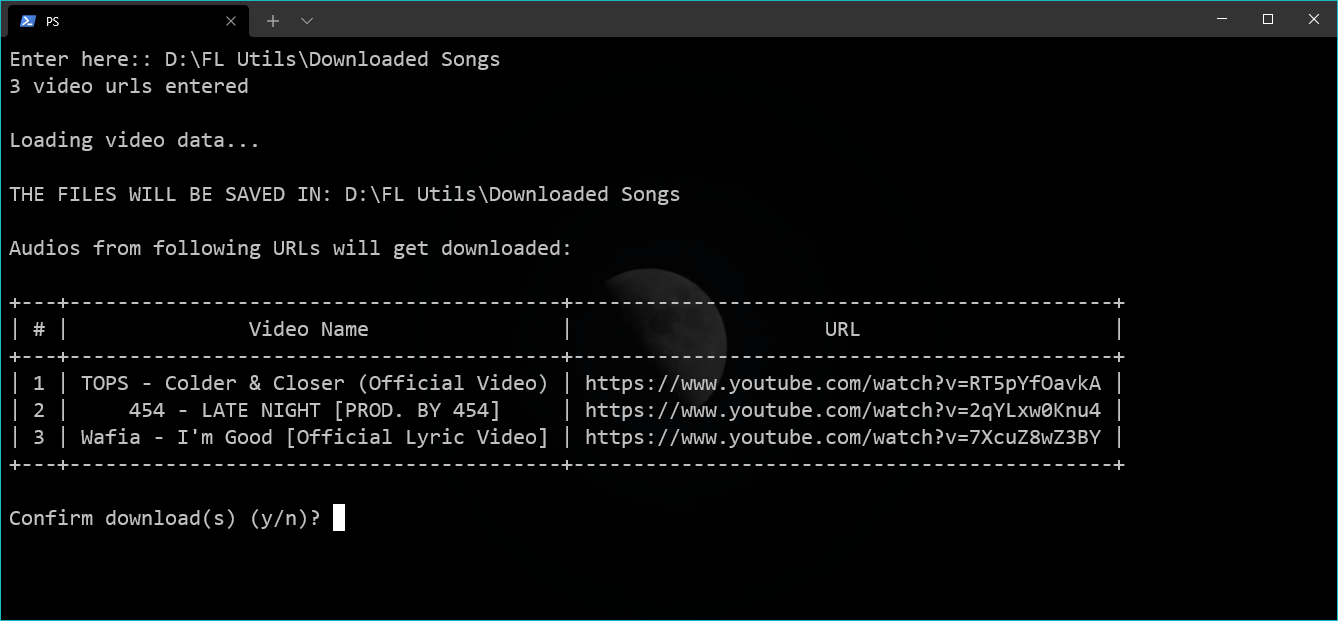 PS
Enter here:: D:\FL Utils\Downloaded Songs
3 video urls entered
Loading video data...
THE FILES WILL BE SAVED IN: D:\FL Utils\Downloaded Songs
Audios from following URLs will get downloaded:
+---+-----------------------------------------+---------------------------------------------+
| # |               Video Name                |                     URL                     |
+---+-----------------------------------------+---------------------------------------------+
| 1 | TOPS - Colder & Closer (Official Video) | https://www.youtube.com/watch?v=RT5pYfOavkA |
| 2 |     454 - LATE NIGHT [PROD. BY 454]     | https://www.youtube.com/watch?v=2qYLxw0Knu4 |
| 3 | Wafia - I'm Good [Official Lyric Video] | https://www.youtube.com/watch?v=7XcuZ8wZ3BY |
+---+-----------------------------------------+---------------------------------------------+
Confirm download(s) (y/n)?